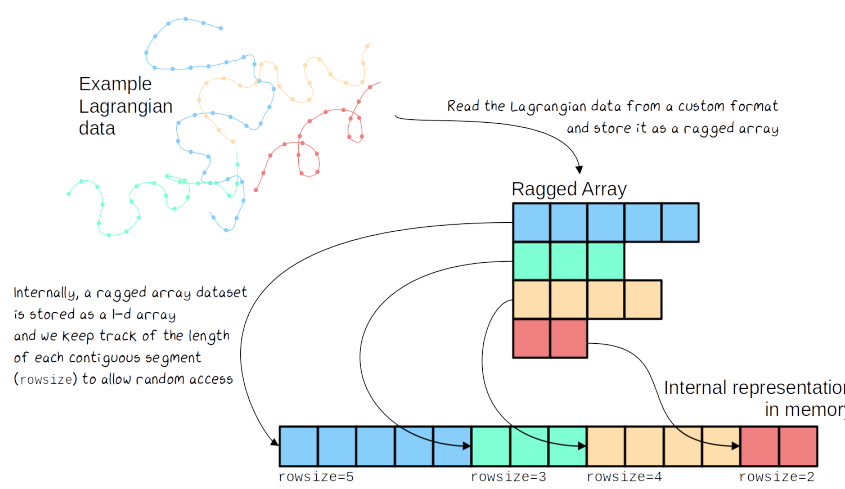 Example
Lagrangian
data
Read the Lagrangian data from a custom format
and store it as a ragged array
Ragged Array
Internally, a ragged array dataset
is stored as a 1-d array
and we keep track of the length
of each contiguous segment
(rowsize) to allow random access
Internal representation
in memory
rowsize=5
rowsize=3
rowsize=4
rowsize=2